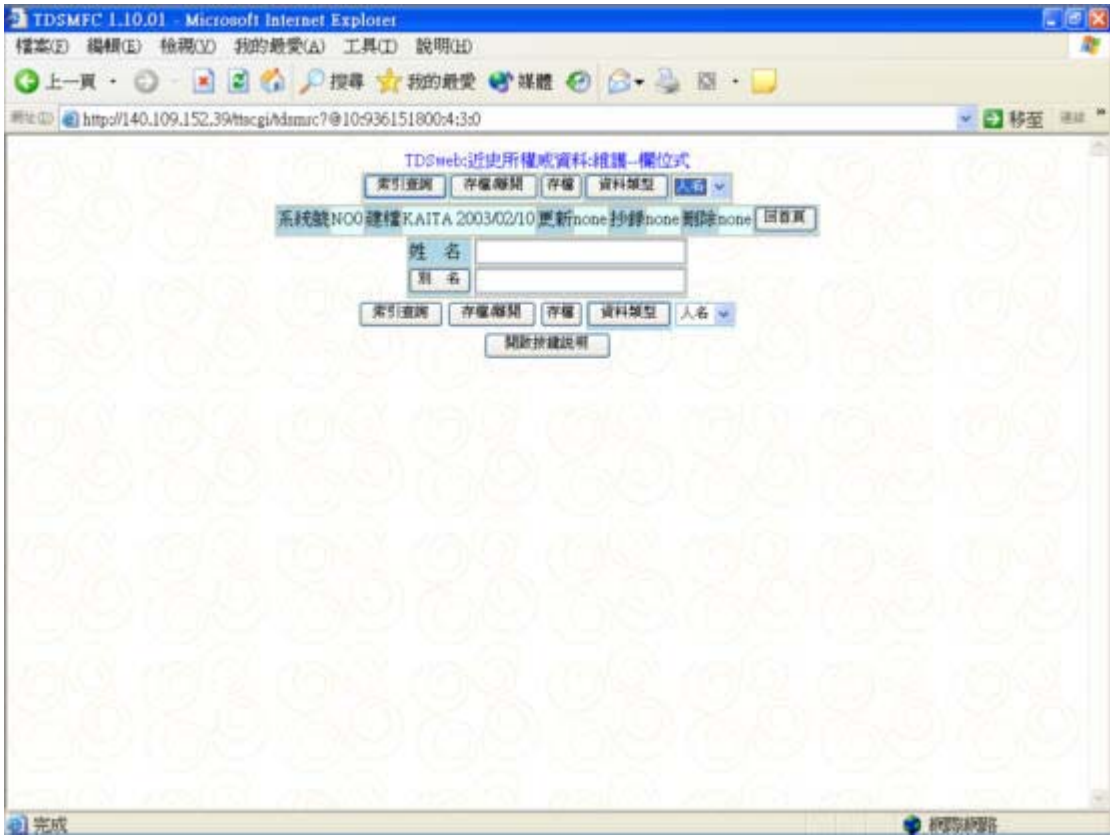 TDSMFC 1.10.01 - Microsoft Internet Explorer
檔案(F) 編輯(E) 檢視(V) 我的最愛(A) 工具(T) 說明(H)
上一頁 搜尋 我的最愛 媒體
網址(D) http://140.109.152.39/ttscgi/tdsmrc?@10:936151800:4:3:0 移至 連結 »
TDSweb:近史所權威資料:維護--欄位式
索引查詢 存檔/離開 存檔 資料類型 人名
系統號NO0 建檔KAITA 2003/02/10 更新none 抄錄none 刪除none 回首頁
姓 名
別 名
索引查詢 存檔/離開 存檔 資料類型 人名
開啟按鍵說明
完成 網際網路